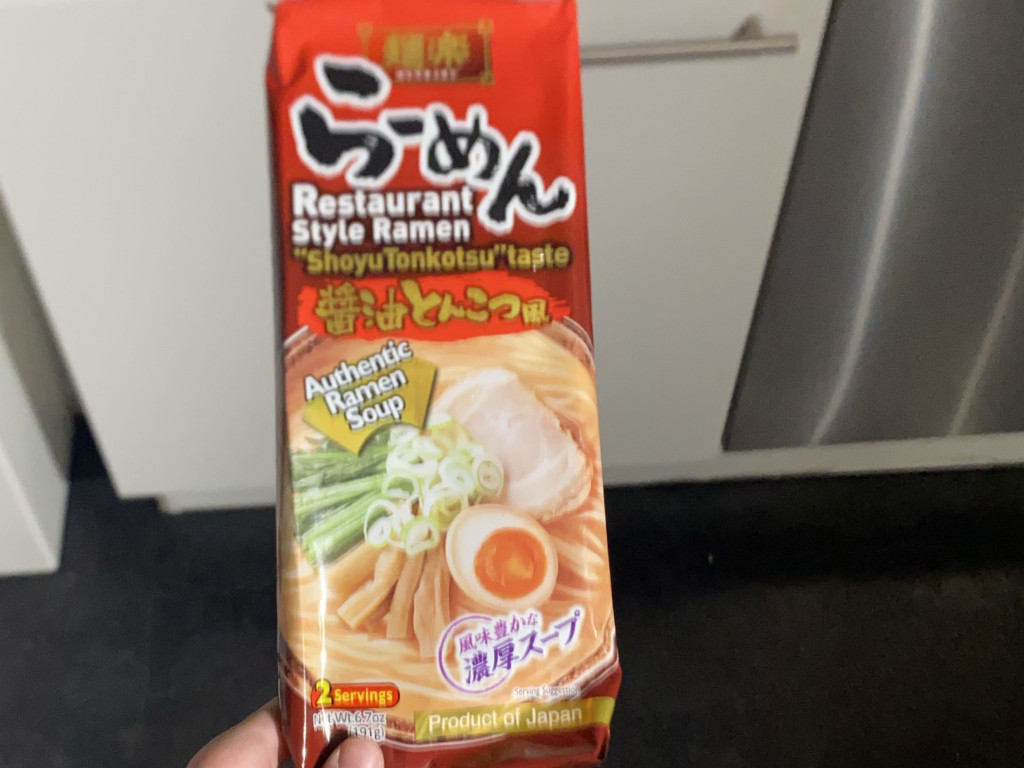 らーめん
Restaurant
Style Ramen
"ShoyuTonkotsu"taste
醤油とんこつ風
Authentic
Ramen
Soup
風味豊かな
濃厚スープ
Serving Suggestion
2 Servings
Net Wt.6.7oz
(191g)
Product of Japan